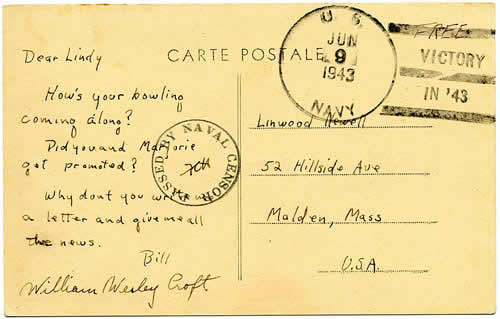 Dear Lindy
CARTE POSTALE
How's your bowling
coming along?
Did you and Marjorie
get promoted?
Why dont you write me
a letter and give me all
the news.
Bill
William Wesley Croft
PASSED BY NAVAL CENSOR
U. S.
JUN
9
1943
NAVY
FREE
VICTORY
IN '43
Linwood
52 Hillside Ave
Malden, Mass
U.S.A.